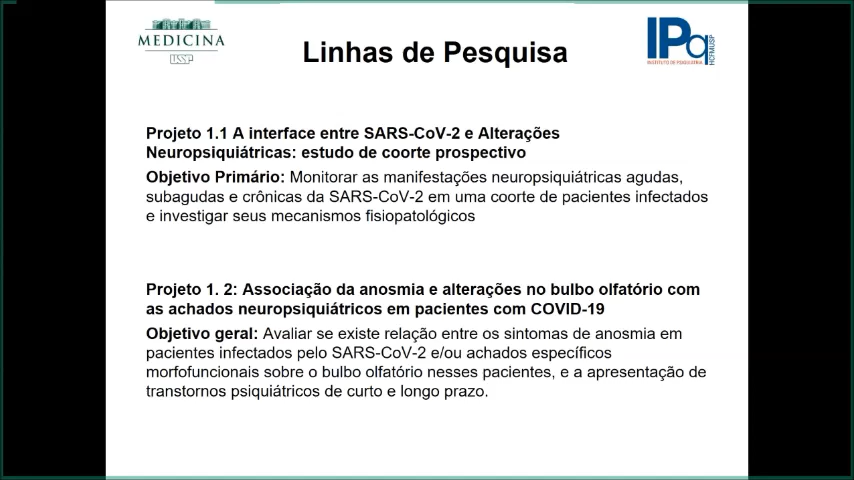 MEDICINA
USP
Linhas de Pesquisa
IPq
INSTITUTO DE PSIQUIATRIA
HCFMUSP
Projeto 1.1 A interface entre SARS-CoV-2 e Alterações
Neuropsiquiátricas: estudo de coorte prospectivo
Objetivo Primário: Monitorar as manifestações neuropsiquiátricas agudas,
subagudas e crônicas da SARS-CoV-2 em uma coorte de pacientes infectados
e investigar seus mecanismos fisiopatológicos
Projeto 1. 2: Associação da anosmia e alterações no bulbo olfatório com
as achados neuropsiquiátricos em pacientes com COVID-19
Objetivo geral: Avaliar se existe relação entre os sintomas de anosmia em
pacientes infectados pelo SARS-CoV-2 e/ou achados específicos
morfofuncionais sobre o bulbo olfatório nesses pacientes, e a apresentação de
transtornos psiquiátricos de curto e longo prazo.